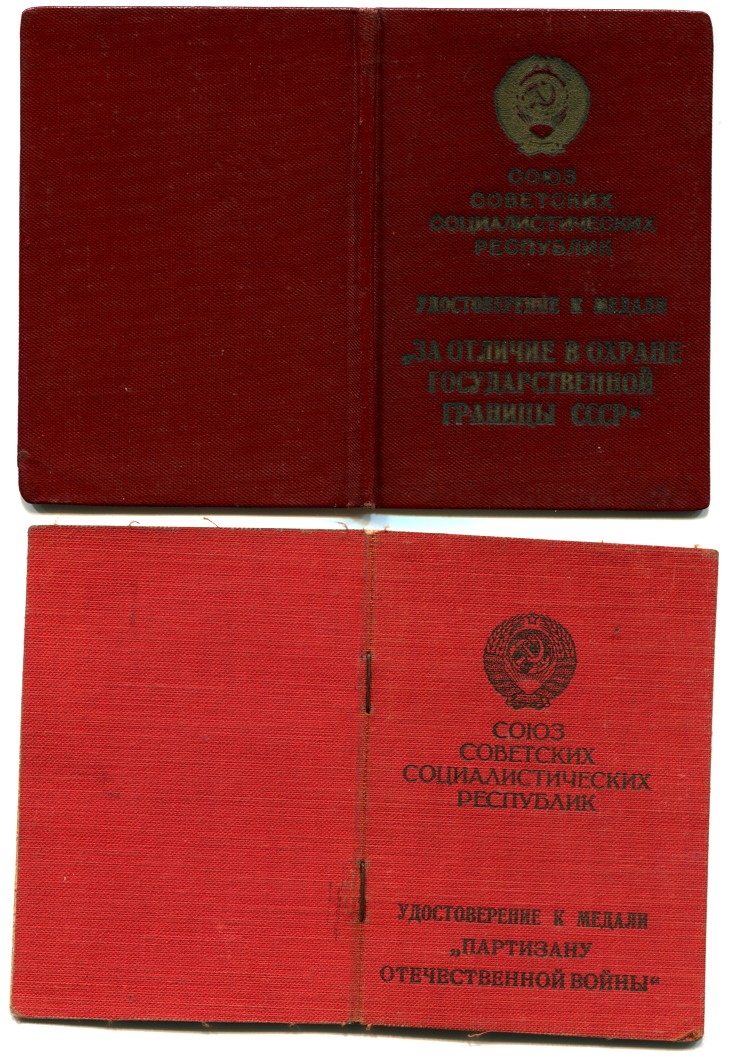 СОЮЗ
СОВЕТСКИХ
СОЦИАЛИСТИЧЕСКИХ
РЕСПУБЛИК
УДОСТОВЕРЕНИЕ К МЕДАЛИ
„ЗА ОТЛИЧИЕ В ОХРАНЕ
ГОСУДАРСТВЕННОЙ
ГРАНИЦЫ СССР”
СОЮЗ
СОВЕТСКИХ
СОЦИАЛИСТИЧЕСКИХ
РЕСПУБЛИК
УДОСТОВЕРЕНИЕ К МЕДАЛИ
„ПАРТИЗАНУ
ОТЕЧЕСТВЕННОЙ ВОЙНЫ“